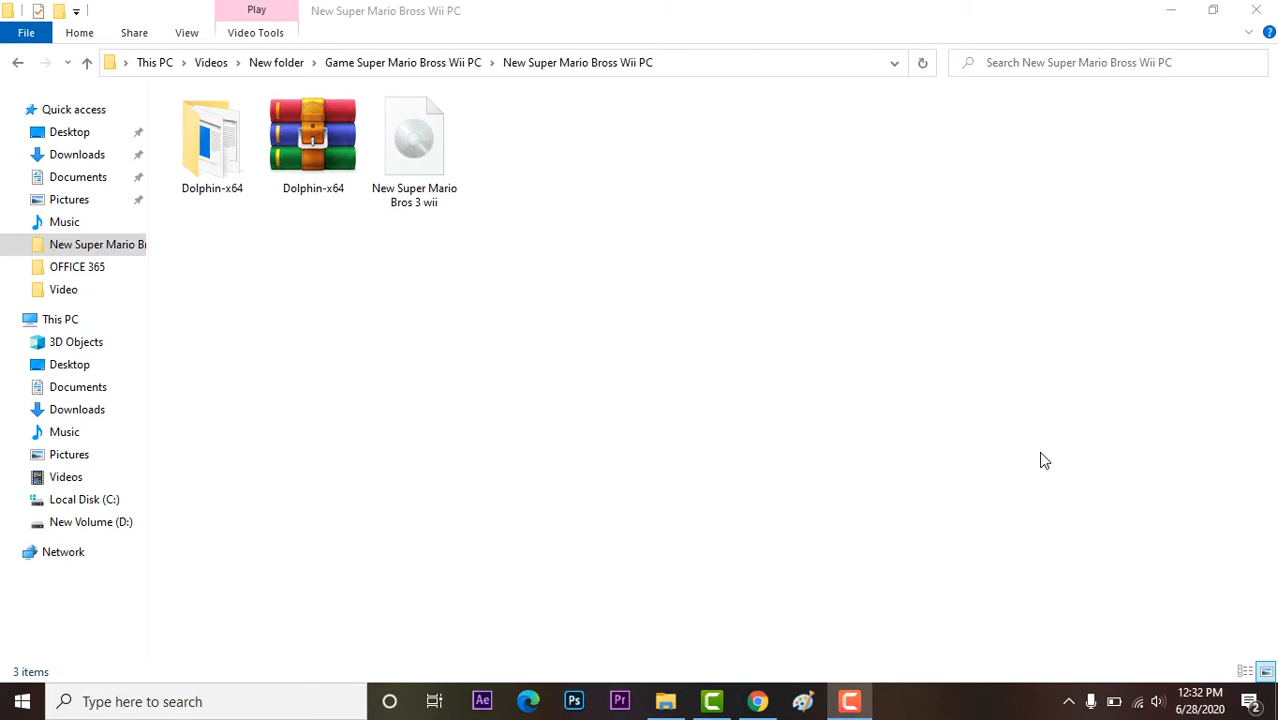 Play
New Super Mario Bross Wii PC
File
Home
Share
View
Video Tools
This PC
Videos
New folder
Game Super Mario Bross Wii PC
New Super Mario Bross Wii PC
Search New Super Mario Bross Wii PC
Quick access
Desktop
Downloads
Documents
Pictures
Music
New Super Mario Br
OFFICE 365
Video
This PC
3D Objects
Desktop
Documents
Downloads
Music
Pictures
Videos
Local Disk (C:)
New Volume (D:)
Network
Dolphin-x64
Dolphin-x64
New Super Mario
Bros 3 wii
3 items
Type here to search
Ae
Ps
Pr
12:32 PM
6/28/2020
2